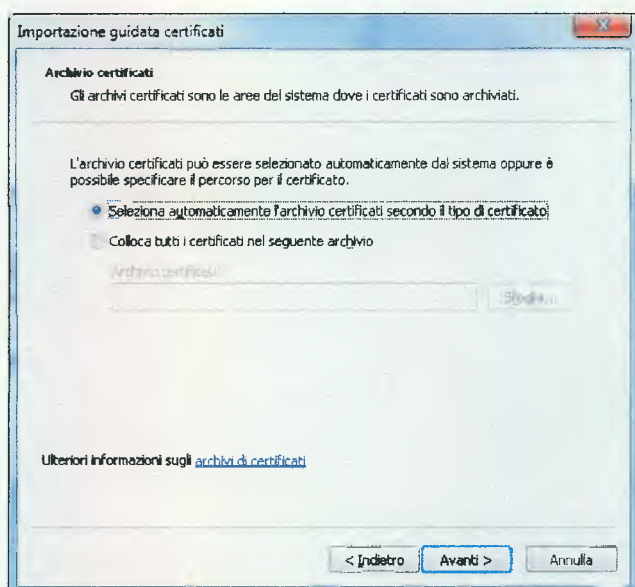 Importazione guidata certificati
Archivio certificati
Gli archivi certificati sono le aree del sistema dove i certificati sono archiviati.
L'archivio certificati può essere selezionato automaticamente dal sistema oppure è
possibile specificare il percorso per il certificato.
Seleziona automaticamente l'archivio certificati secondo il tipo di certificato
Colloca tutti i certificati nel seguente archivio
Archivio certificati:
Sfoglia...
Ulteriori informazioni sugli archivi di certificati
< Indietro Avanti > Annulla